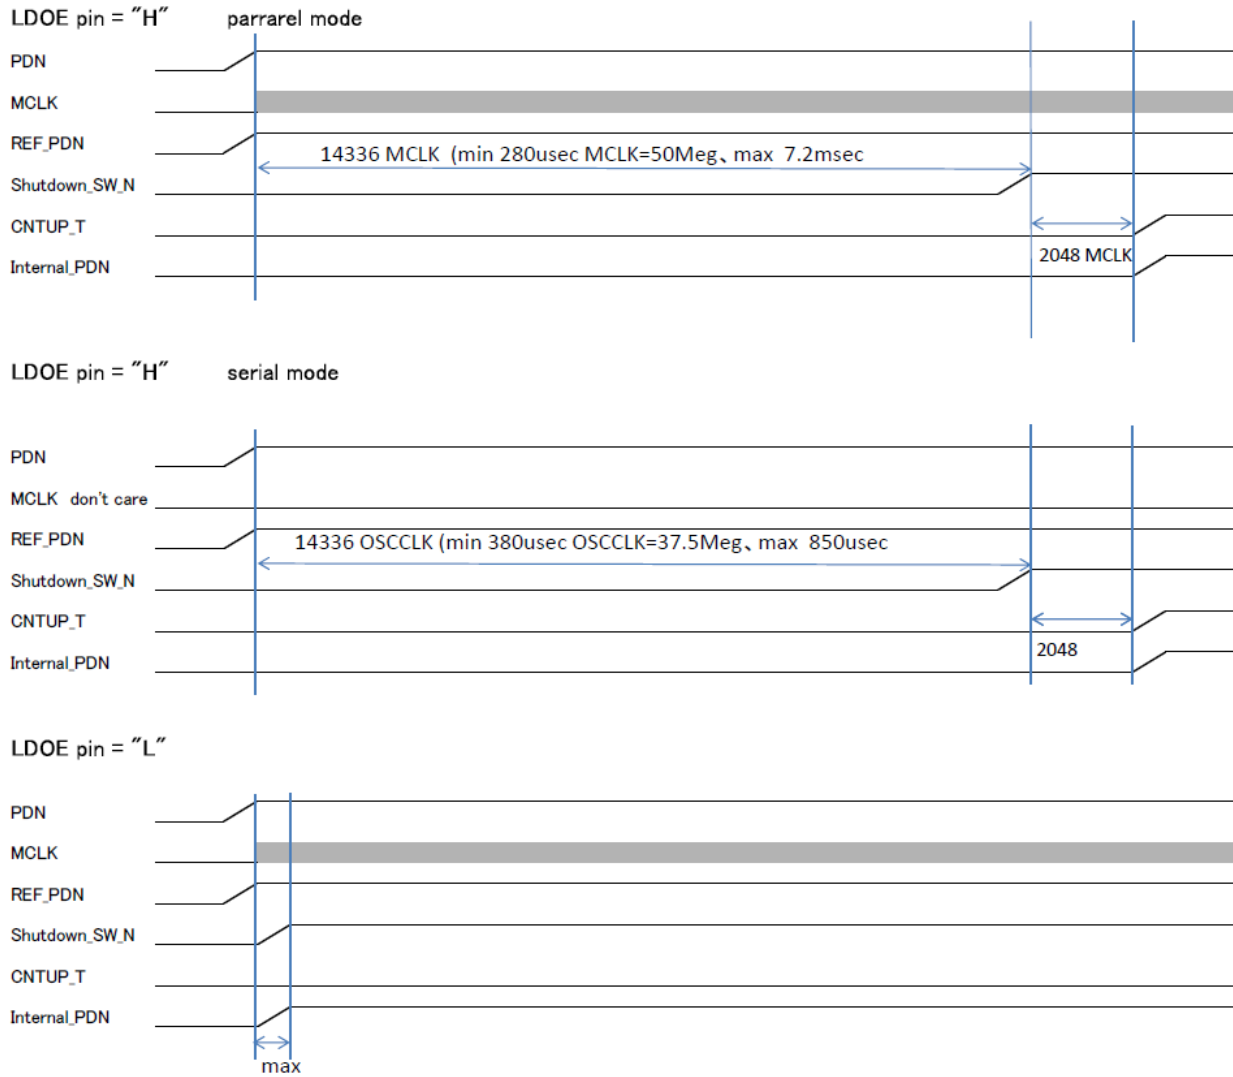 LDOE pin = "H" parrarel mode
PDN
MCLK
REF_PDN
14336 MCLK (min 280usec MCLK=50Meg、max 7.2msec
Shutdown_SW_N
CNTUP_T
2048 MCLK
Internal_PDN
LDOE pin = "H" serial mode
PDN
MCLK don't care
REF_PDN
14336 OSCCLK (min 380usec OSCCLK=37.5Meg、max 850usec
Shutdown_SW_N
CNTUP_T
2048
Internal_PDN
LDOE pin = "L"
PDN
MCLK
REF_PDN
Shutdown_SW_N
CNTUP_T
Internal_PDN
max